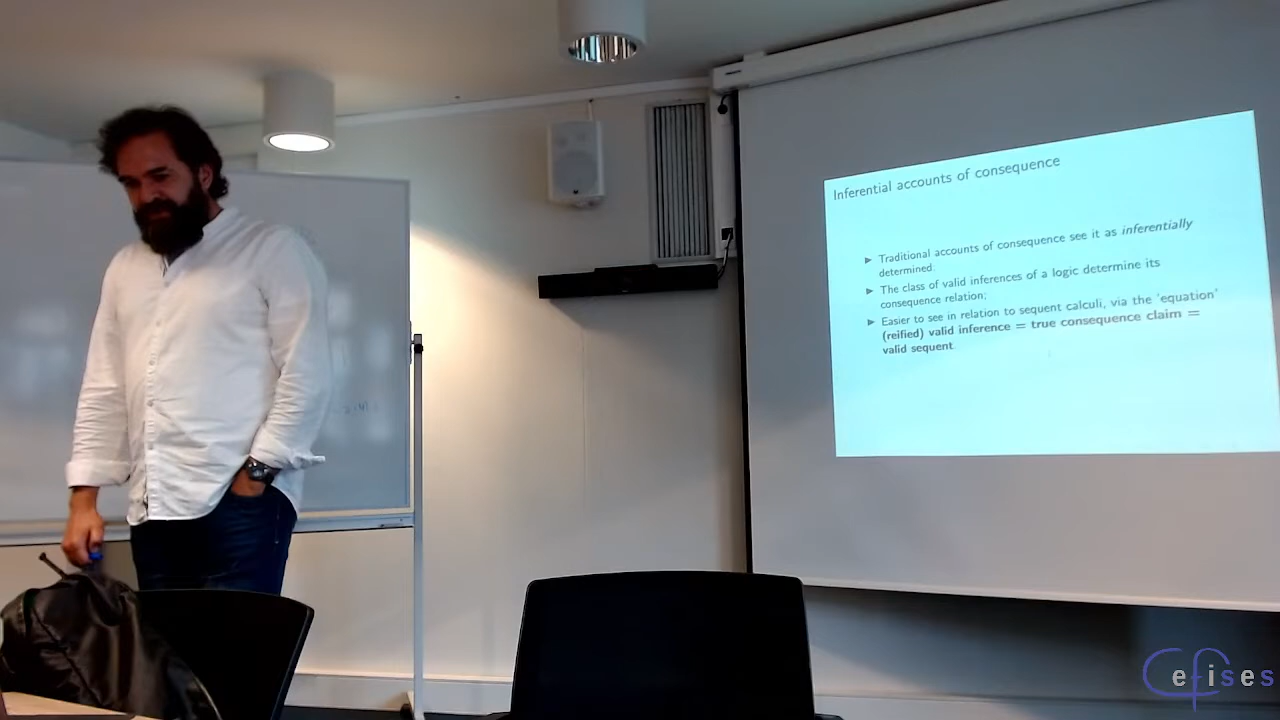 Inferential accounts of consequence
▶ Traditional accounts of consequence see it as inferentially
determined.
▶ The class of valid inferences of a logic determine its
consequence relation;
▶ Easier to see in relation to sequent calculi, via the 'equation'
(reified) valid inference = true consequence claim =
valid sequent.
Cefises